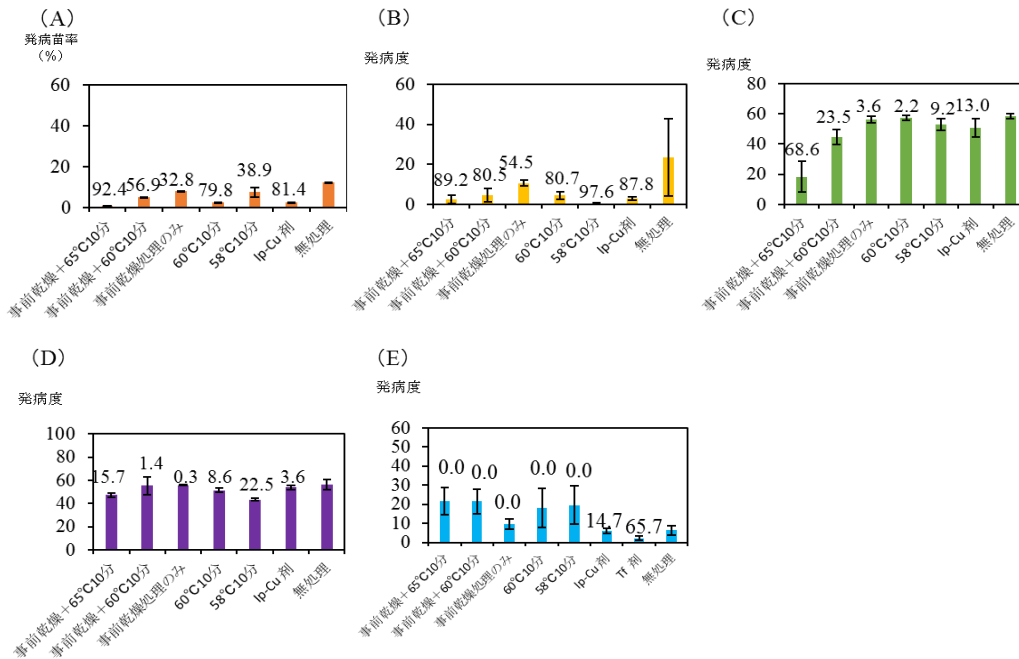 (A)
発病苗率
(%)
60
40
20
0
92.4
56.9
32.8
79.8
38.9
81.4
事前乾燥+65℃10分
事前乾燥+60℃10分
事前乾燥処理のみ
60℃10分
58℃10分
Ip-Cu剤
無処理
(B)
発病度
60
40
20
0
89.2
80.5
54.5
80.7
97.6
87.8
事前乾燥+65℃10分
事前乾燥+60℃10分
事前乾燥処理のみ
60℃10分
58℃10分
Ip-Cu剤
無処理
(C)
発病度
80
60
40
20
0
68.6
23.5
3.6
2.2
9.2
13.0
事前乾燥+65℃10分
事前乾燥+60℃10分
事前乾燥処理のみ
60℃10分
58℃10分
Ip-Cu剤
無処理
(D)
発病度
100
80
60
40
20
0
15.7
1.4
0.3
8.6
22.5
3.6
事前乾燥+65℃10分
事前乾燥+60℃10分
事前乾燥処理のみ
60℃10分
58℃10分
Ip-Cu剤
無処理
(E)
発病度
60
50
40
30
20
10
0
0.0
0.0
0.0
0.0
0.0
14.7
65.7
事前乾燥+65℃10分
事前乾燥+60℃10分
事前乾燥処理のみ
60℃10分
58℃10分
Ip-Cu剤
Tf 剤
無処理